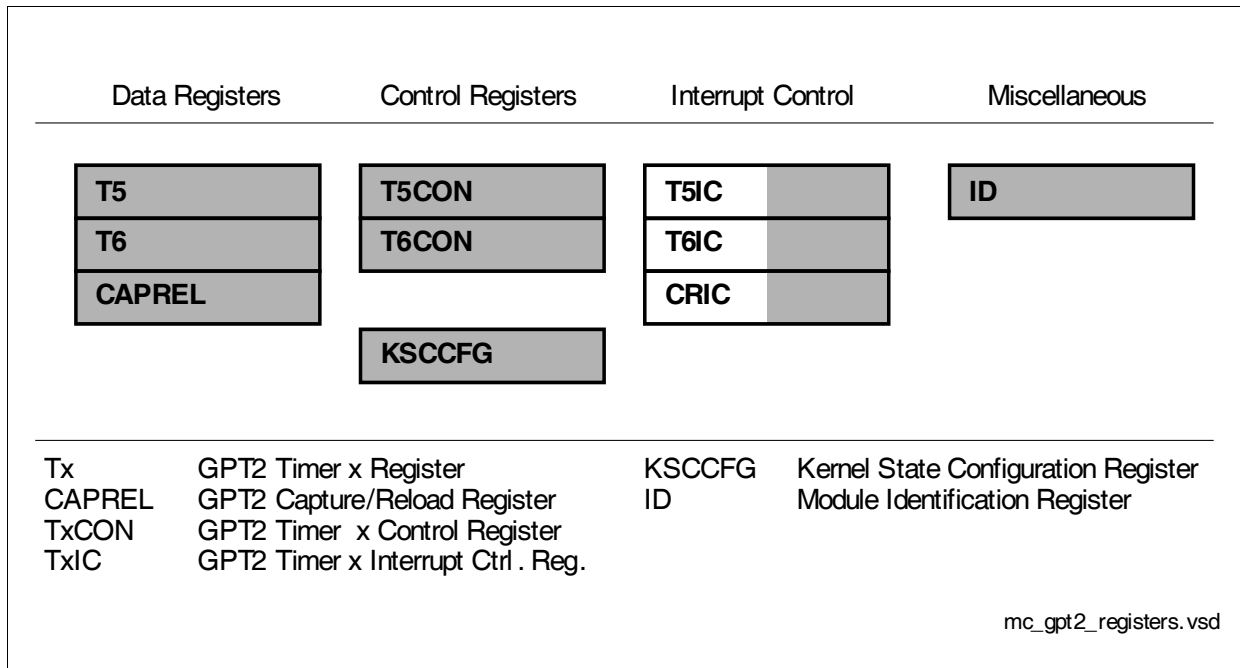 Data Registers Control Registers Interrupt Control Miscellaneous
T5 T5CON T5IC ID
T6 T6CON T6IC
CAPREL CRIC
KSCCFG
Tx GPT2 Timer x Register KSCCFG Kernel State Configuration Register
CAPREL GPT2 Capture/Reload Register ID Module Identification Register
TxCON GPT2 Timer x Control Register
TxIC GPT2 Timer x Interrupt Ctrl . Reg.
mc_gpt2_registers.vsd